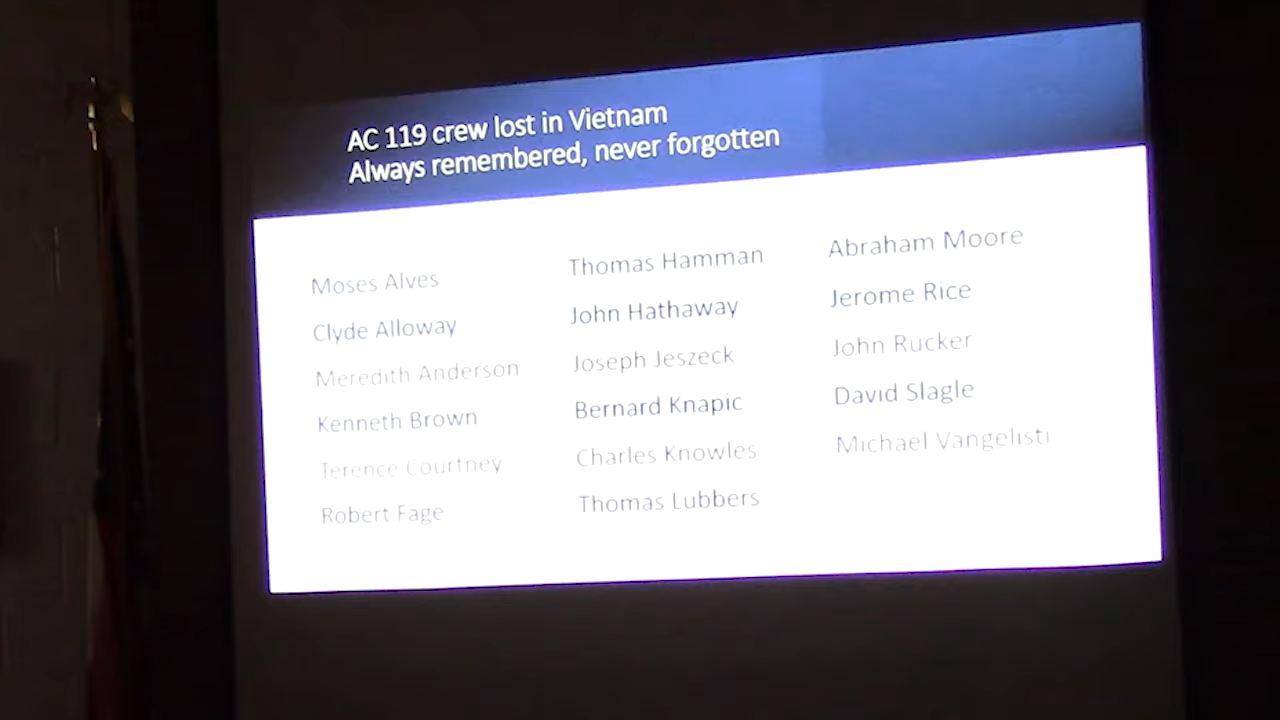 AC 119 crew lost in Vietnam
Always remembered, never forgotten
Moses Alves
Clyde Alloway
Meredith Anderson
Kenneth Brown
Terence Courtney
Robert Fage
Thomas Hamman
John Hathaway
Joseph Jeszeck
Bernard Knapic
Charles Knowles
Thomas Lubbers
Abraham Moore
Jerome Rice
John Rucker
David Slagle
Michael Vangelisti